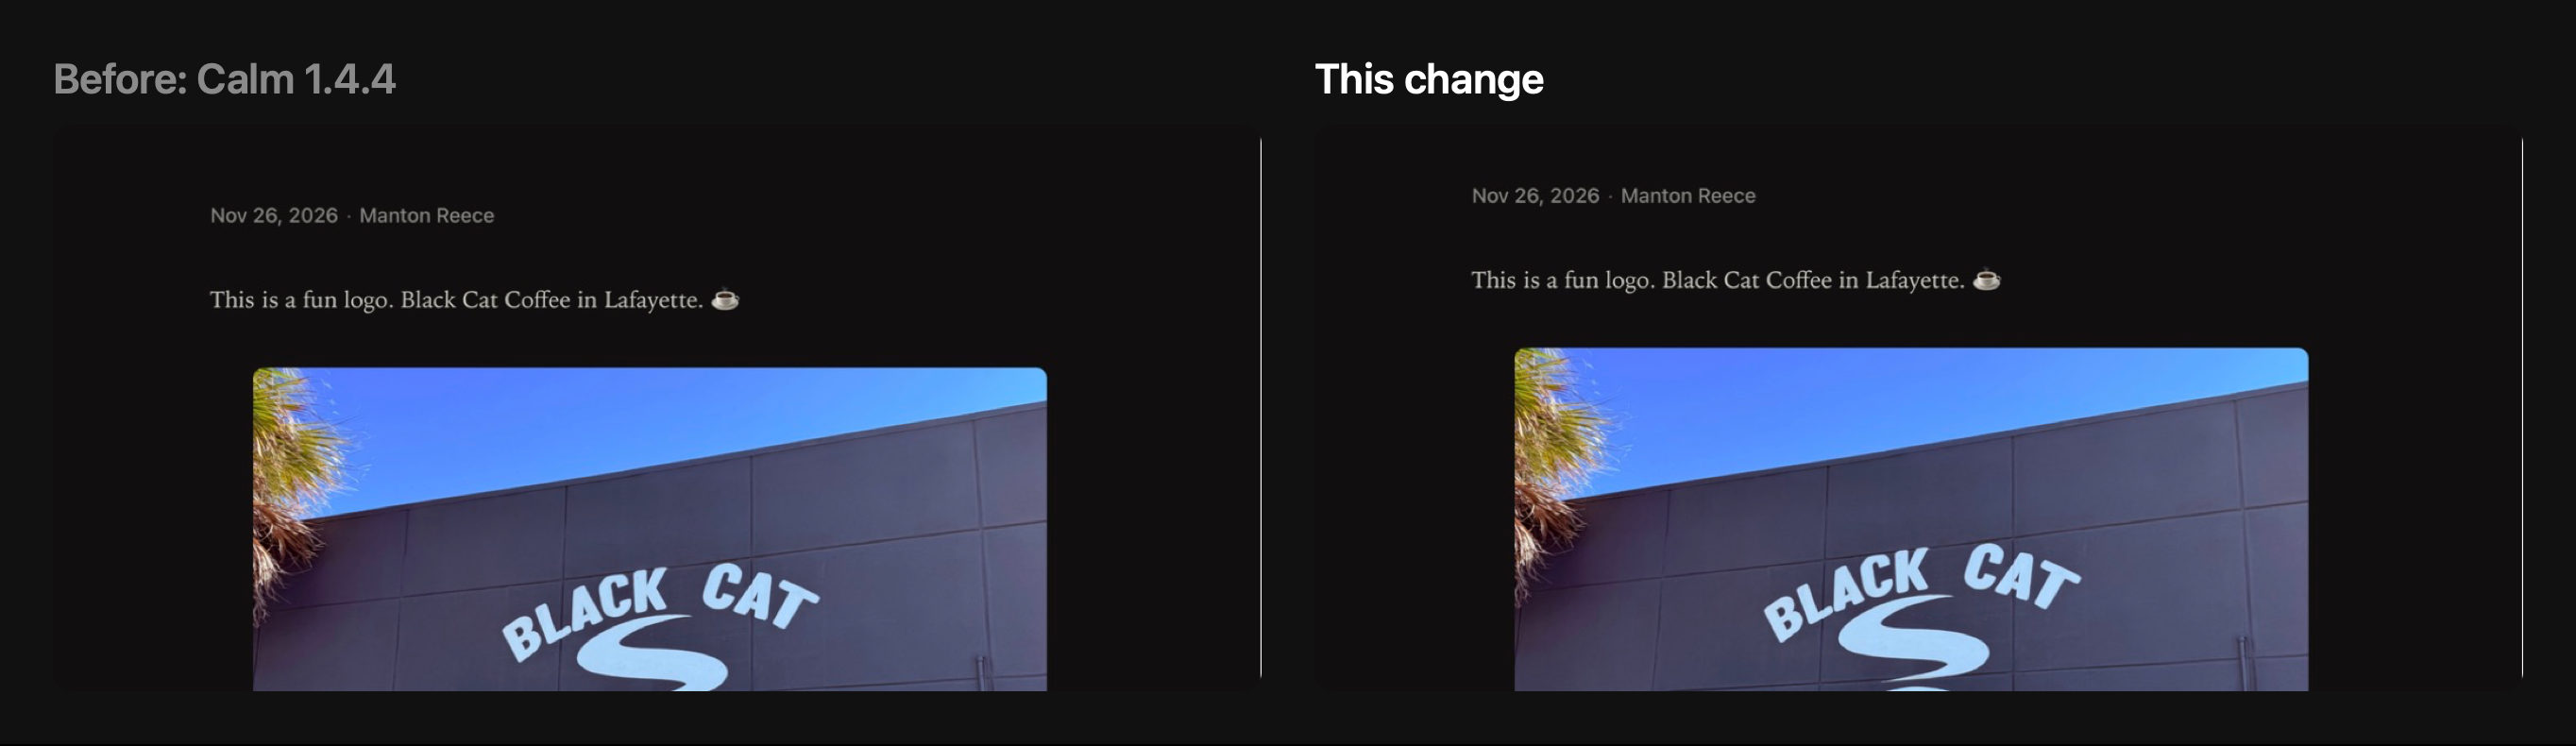 Before: Calm 1.4.4
Nov 26, 2026 · Manton Reece
This is a fun logo. Black Cat Coffee in Lafayette. ☕
BLACK CAT
This change
Nov 26, 2026 · Manton Reece
This is a fun logo. Black Cat Coffee in Lafayette. ☕
BLACK CAT